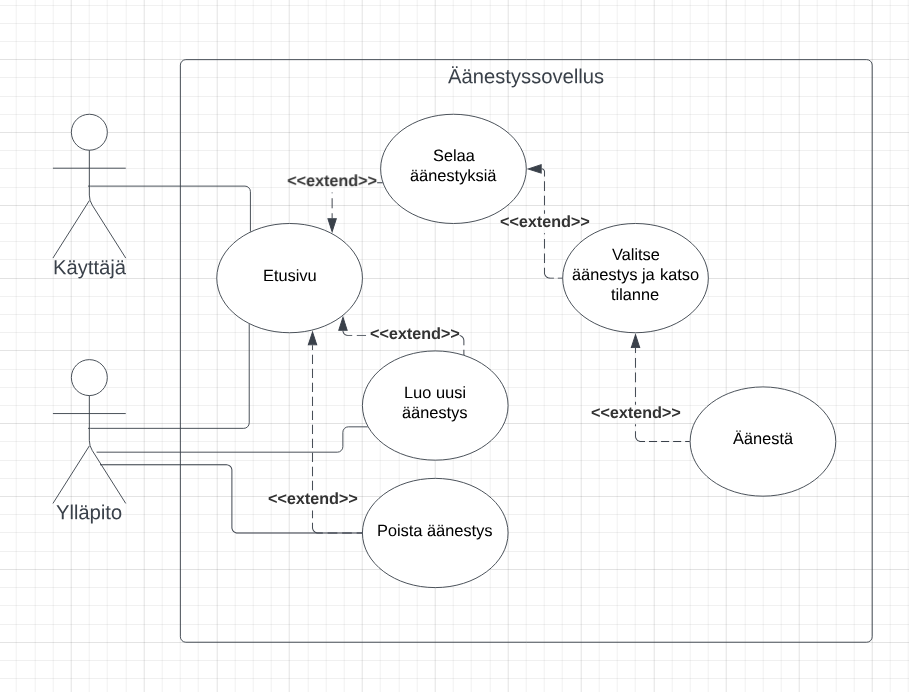 Äänestyssovellus
Selaa
äänestyksiä
<<extend>>
<<extend>>
Käyttäjä
Etusivu
Valitse
äänestys ja katso
tilanne
<<extend>>
Luo uusi
äänestys
<<extend>>
Äänestä
Ylläpito
<<extend>>
Poista äänestys